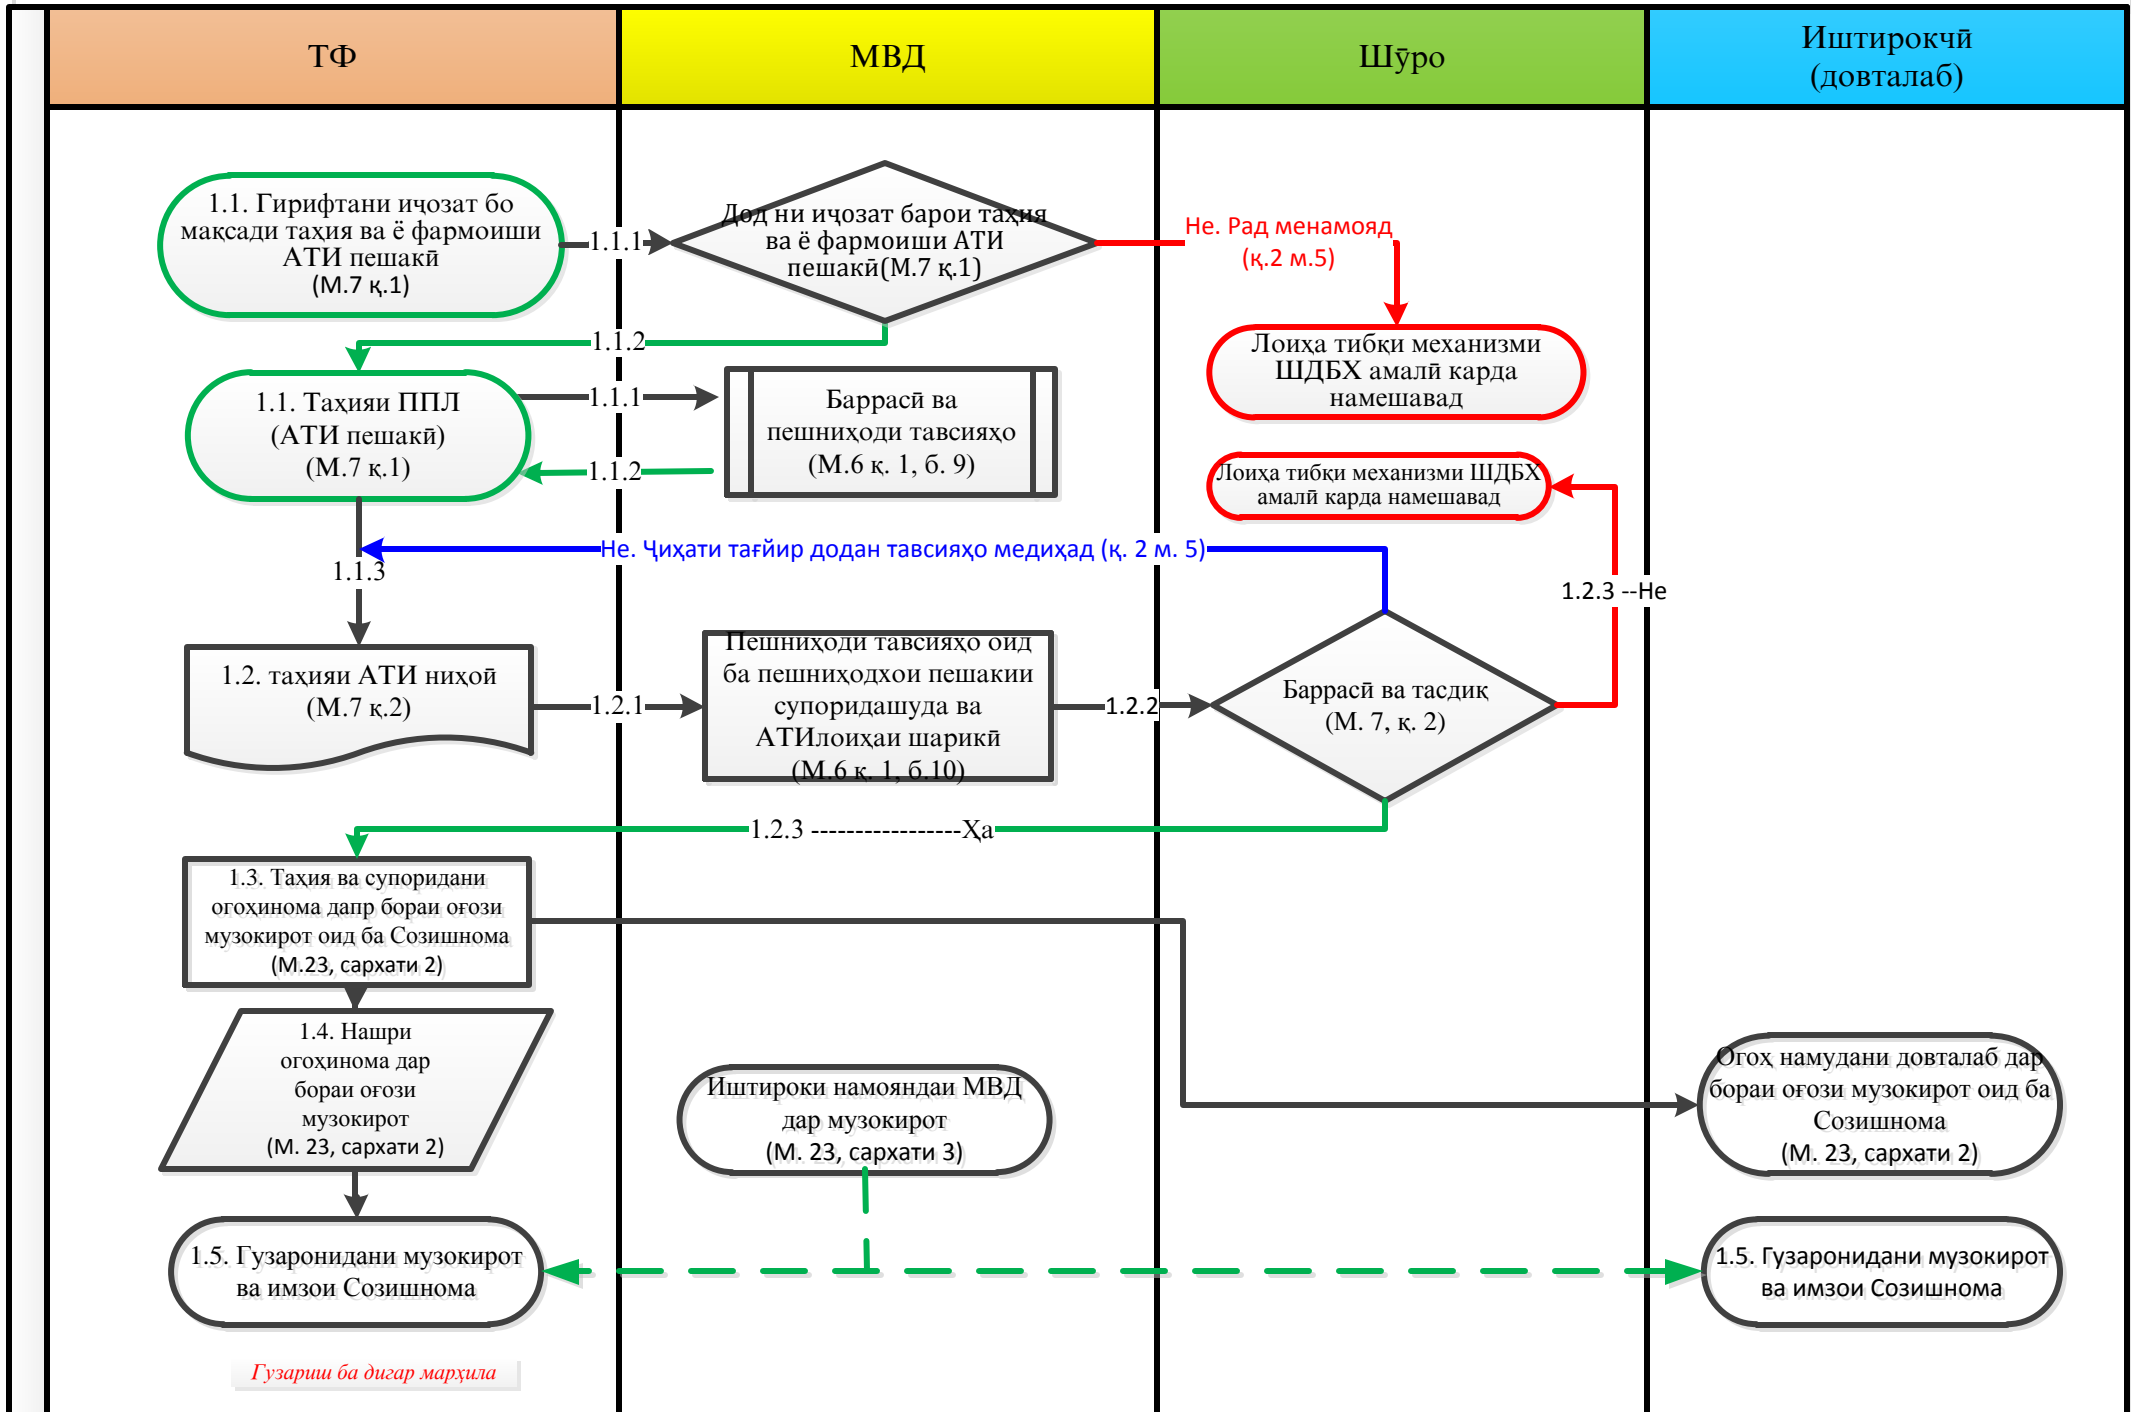 ТФ
МВД
Шӯро
Иштирокчӣ
(довталаб)
1.1. Гирифтани иҷозат бо
мақсади таҳия ва ё фармоиши
АТИ пешакӣ
(М.7 қ.1)
1.1.1
Дод ни иҷозат барои таҳия
ва ё фармоиши АТИ
пешакӣ(М.7 қ.1)
Не. Рад менамояд
(қ.2 м.5)
Лоиҳа тибқи механизми
ШДБХ амалӣ карда
намешавад
1.1.2
1.1. Таҳияи ППЛ
(АТИ пешакӣ)
(М.7 қ.1)
1.1.1
1.1.2
Баррасӣ ва
пешниҳоди тавсияҳо
(М.6 қ. 1, б. 9)
Лоиҳа тибқи механизми ШДБХ
амалӣ карда намешавад
Не. Ҷиҳати тағйир додан тавсияҳо медиҳад (қ. 2 м. 5)
1.1.3
1.2.3 --Не
1.2. таҳияи АТИ ниҳоӣ
(М.7 қ.2)
1.2.1
Пешниҳоди тавсияҳо оид
ба пешниҳодхои пешакии
супоридашуда ва
АТИлоиҳаи шарикӣ
(М.6 қ. 1, б.10)
1.2.2
Баррасӣ ва тасдиқ
(М. 7, қ. 2)
1.2.3 -----------------Ҳа
1.3. Таҳия ва супоридани
огоҳинома дапр бораи оғози
музокирот оид ба Созишнома
(М.23, сархати 2)
1.4. Нашри
огоҳинома дар
бораи оғози
музокирот
(М. 23, сархати 2)
Иштироки намояндаи МВД
дар музокирот
(М. 23, сархати 3)
Огоҳ намудани довталаб дар
бораи оғози музокирот оид ба
Созишнома
(М. 23, сархати 2)
1.5. Гузаронидани музокирот
ва имзои Созишнома
1.5. Гузаронидани музокирот
ва имзои Созишнома
Гузариш ба дигар марҳила